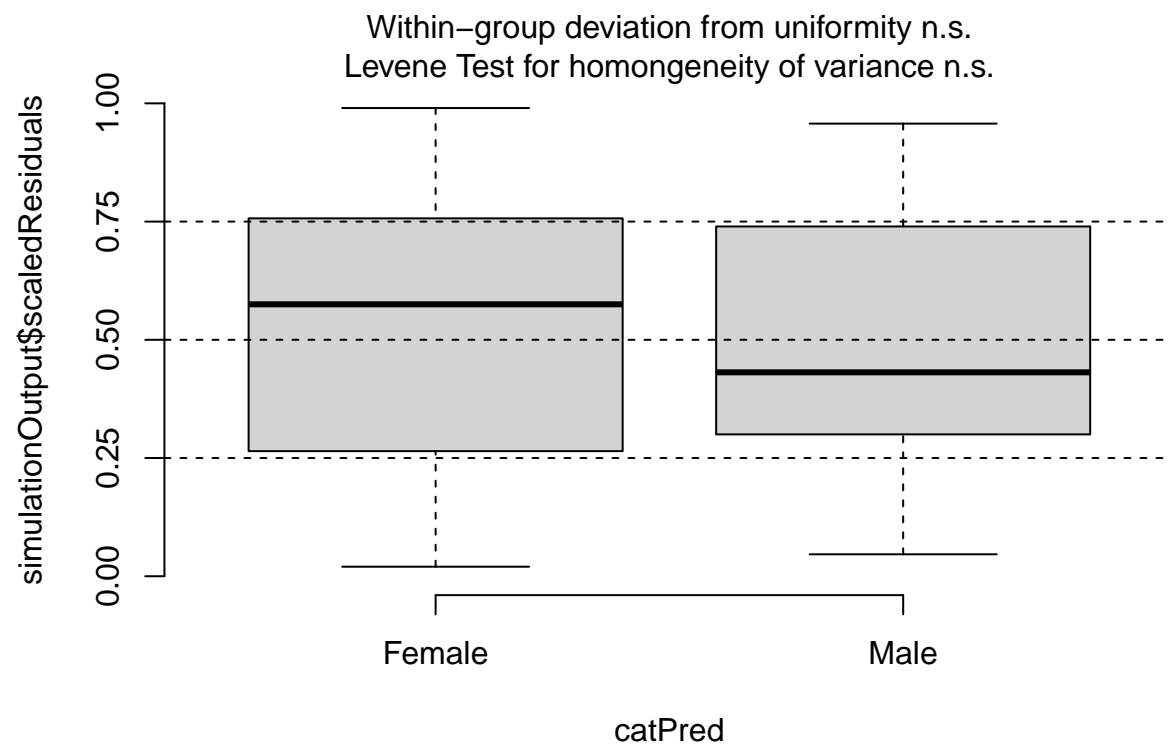 Within−group deviation from uniformity n.s.
Levene Test for homongeneity of variance n.s.
simulationOutput$scaledResiduals
1.00
0.75
0.50
0.25
0.00
Female
Male
catPred